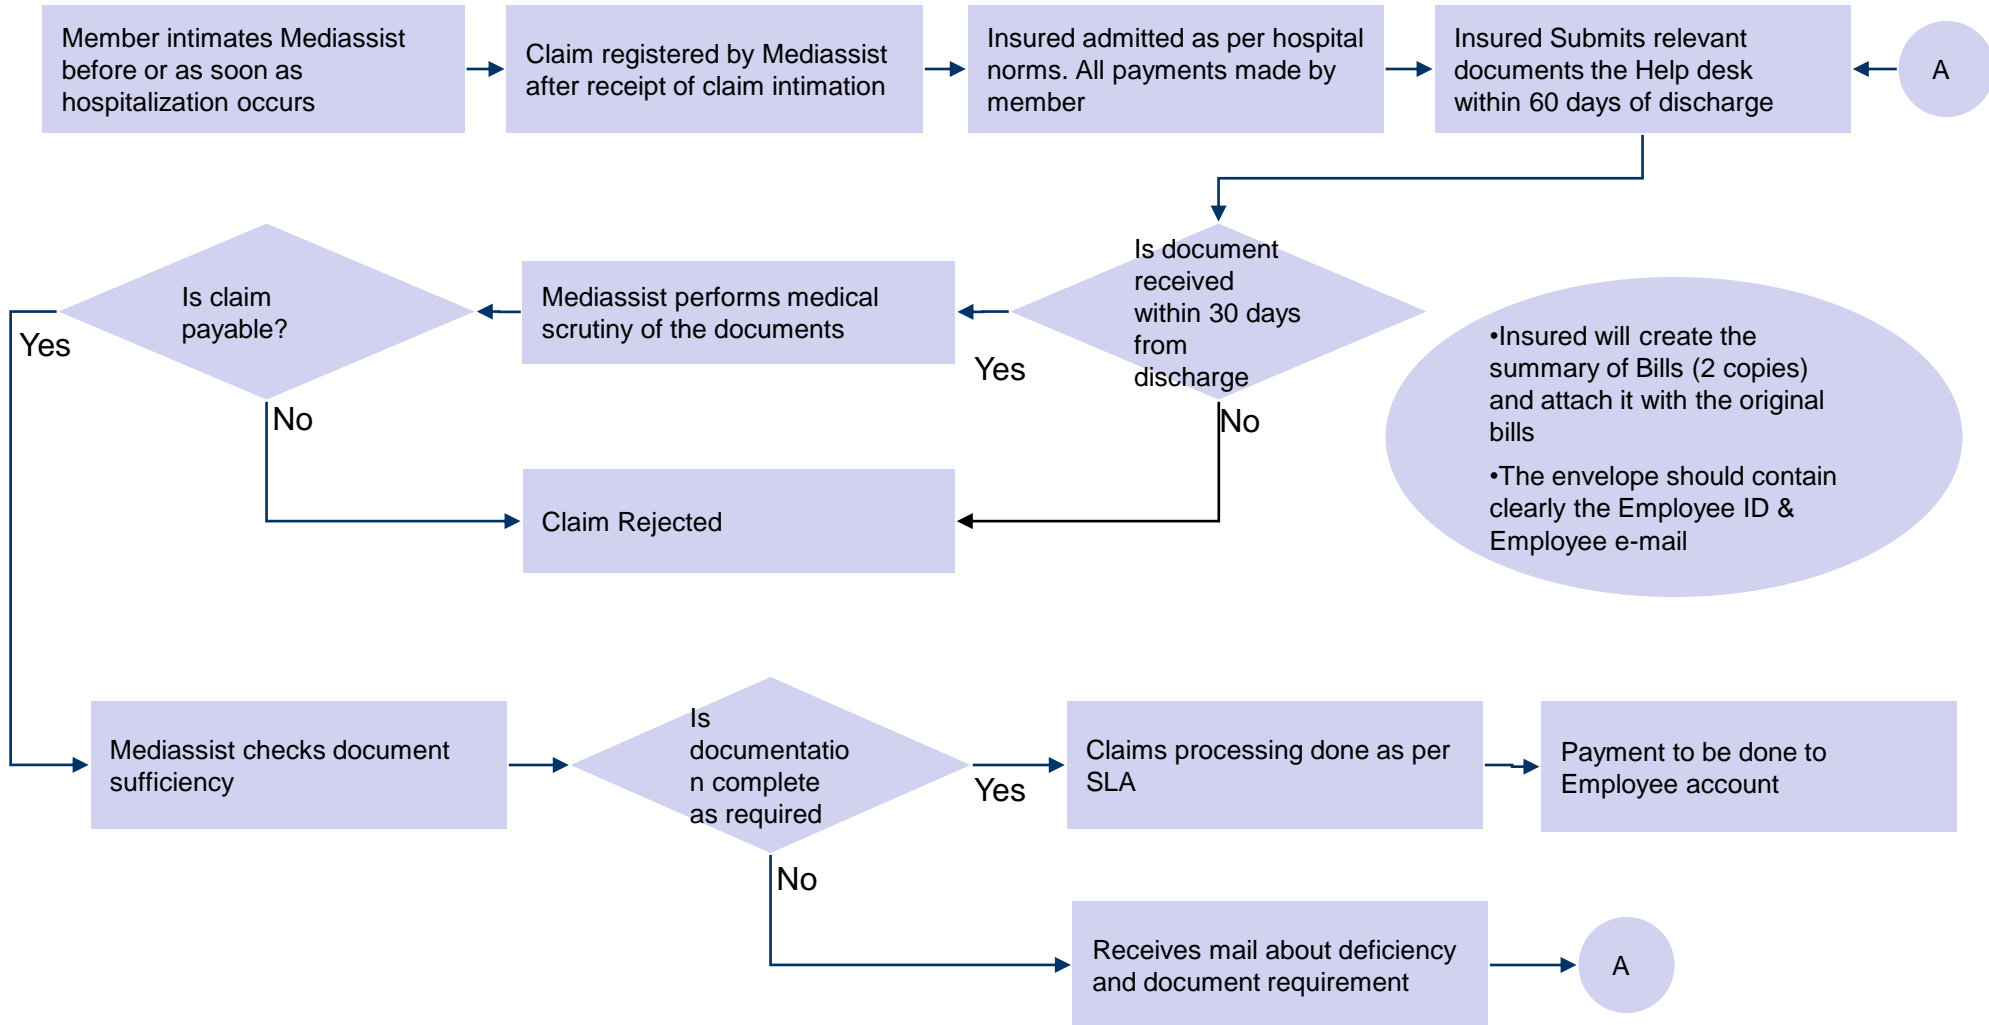 Member intimates Mediassist
before or as soon as
hospitalization occurs
Claim registered by Mediassist
after receipt of claim intimation
Insured admitted as per hospital
norms. All payments made by
member
Insured Submits relevant
documents the Help desk
within 60 days of discharge
A
Is claim
payable?
Mediassist performs medical
scrutiny of the documents
Is document
received
within 30 days
from
discharge
Yes
Yes
No
No
•Insured will create the
summary of Bills (2 copies)
and attach it with the original
bills
•The envelope should contain
clearly the Employee ID &
Employee e-mail
Claim Rejected
Mediassist checks document
sufficiency
Is
documentatio
n complete
as required
Yes
Claims processing done as per
SLA
Payment to be done to
Employee account
No
Receives mail about deficiency
and document requirement
A